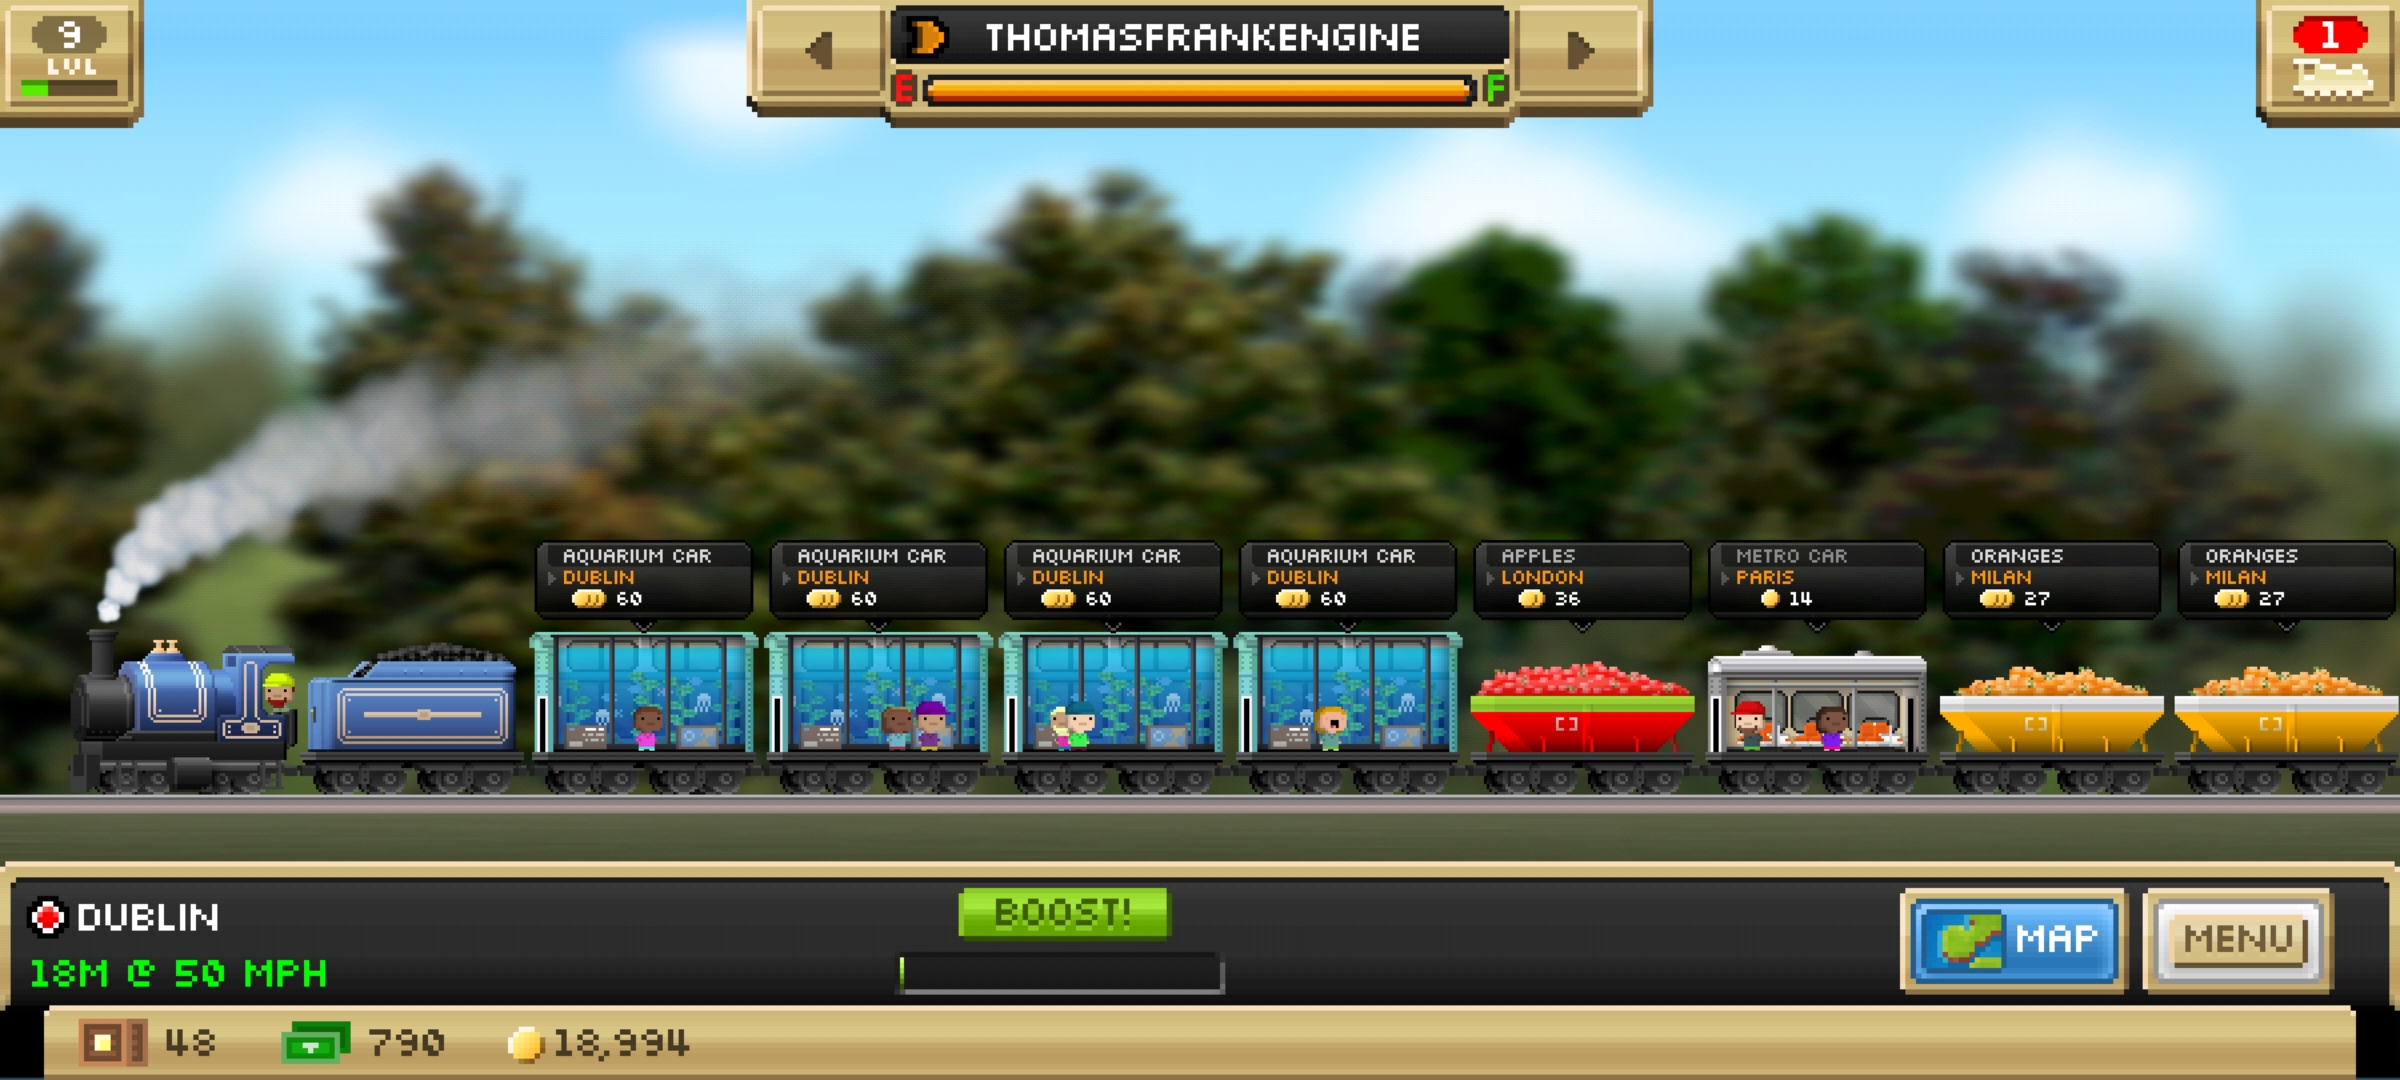 9
LVL
THOMASFRANKENGINE
E
F
1
AQUARIUM CAR
DUBLIN
60
AQUARIUM CAR
DUBLIN
60
AQUARIUM CAR
DUBLIN
60
AQUARIUM CAR
DUBLIN
60
APPLES
LONDON
36
METRO CAR
PARIS
14
ORANGES
MILAN
27
ORANGES
MILAN
27
DUBLIN
18M @ 50 MPH
BOOST!
MAP
MENU
48
790
18,994